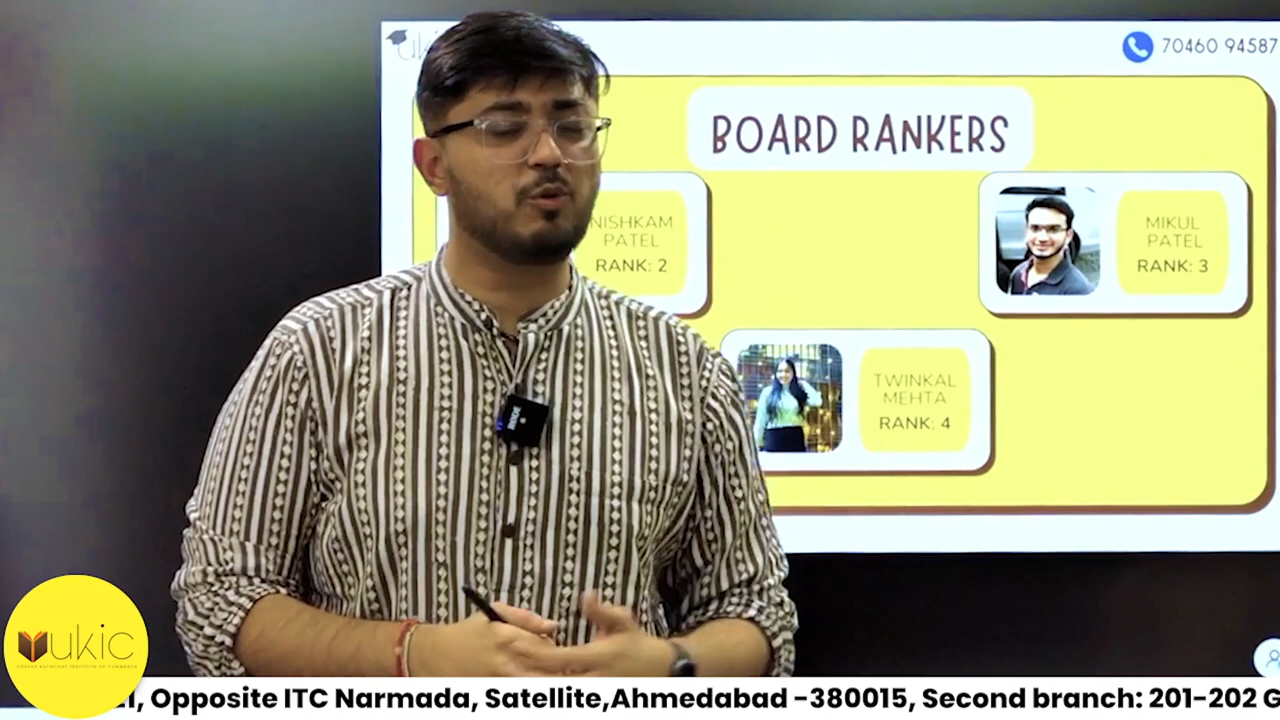 70460 94587
BOARD RANKERS
NISHKAM
PATEL
RANK: 2
MIKUL
PATEL
RANK: 3
TWINKAL
MEHTA
RANK: 4
ukic
21, Opposite ITC Narmada, Satellite,Ahmedabad -380015, Second branch: 201-202 G